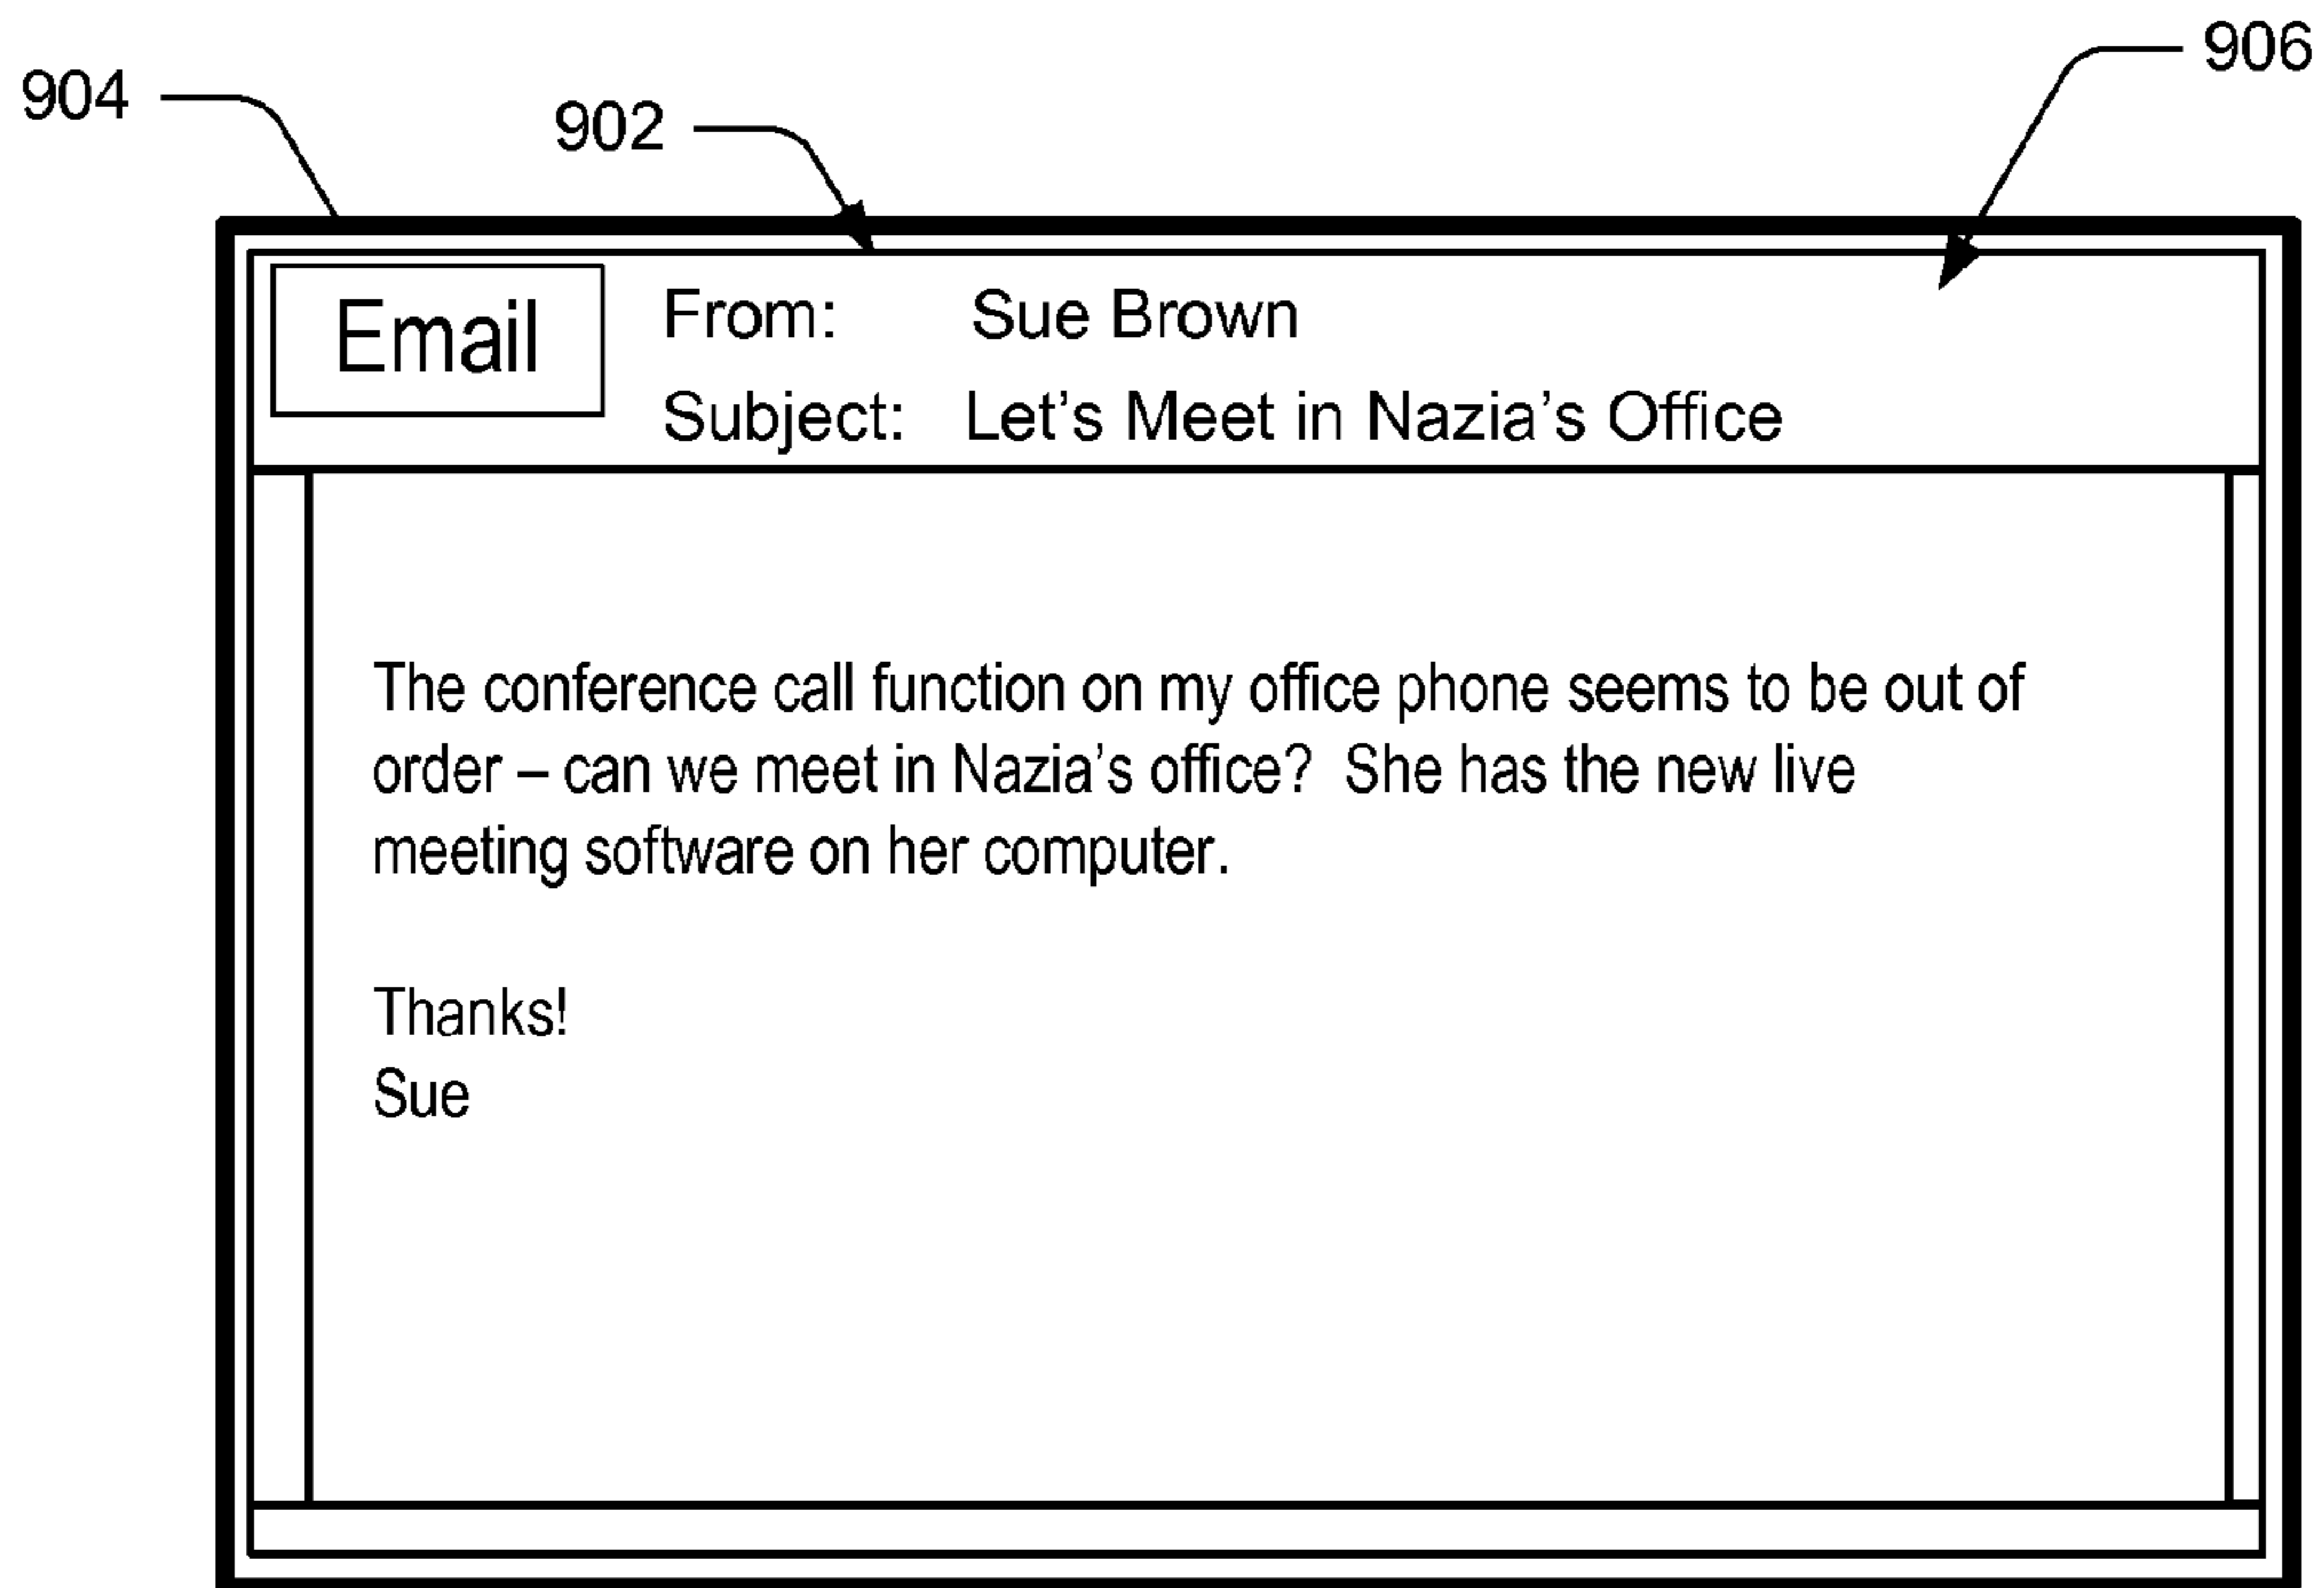 904
902
906
Email
From: Sue Brown
Subject: Let's Meet in Nazia's Office
The conference call function on my office phone seems to be out of
order – can we meet in Nazia's office? She has the new live
meeting software on her computer.
Thanks!
Sue